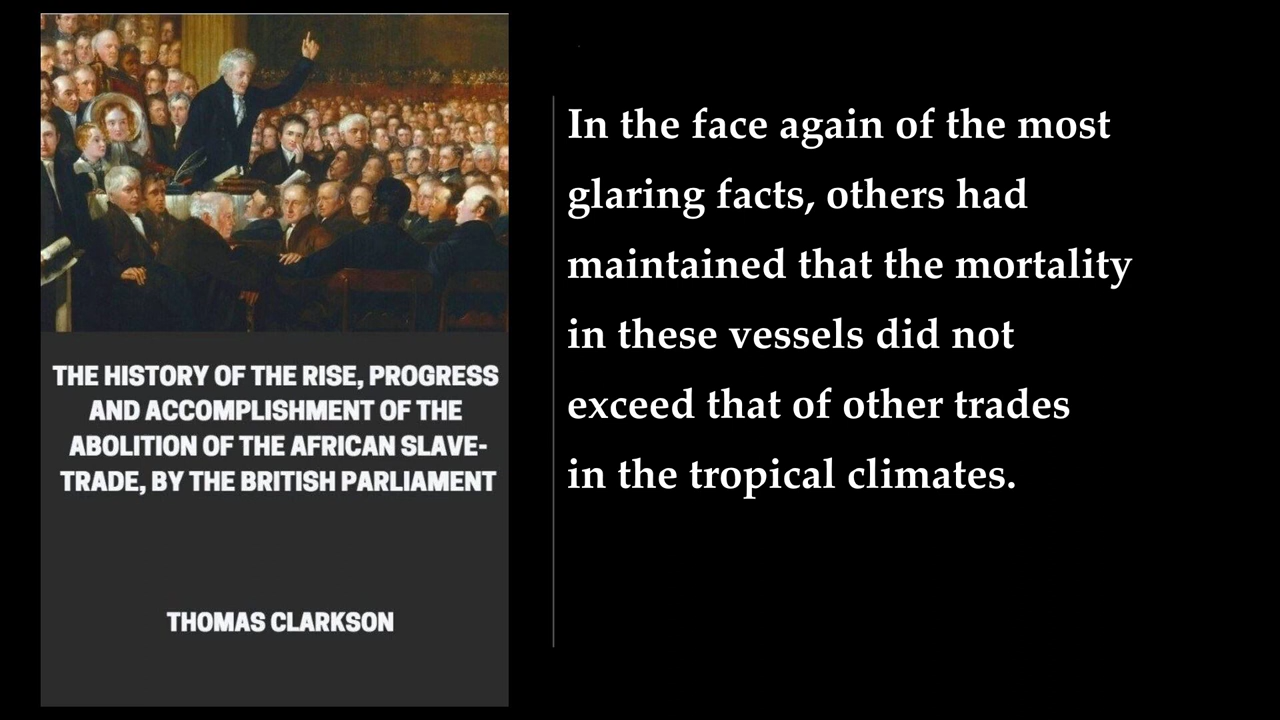 THE HISTORY OF THE RISE, PROGRESS
AND ACCOMPLISHMENT OF THE
ABOLITION OF THE AFRICAN SLAVE-
TRADE, BY THE BRITISH PARLIAMENT
THOMAS CLARKSON
In the face again of the most
glaring facts, others had
maintained that the mortality
in these vessels did not
exceed that of other trades
in the tropical climates.